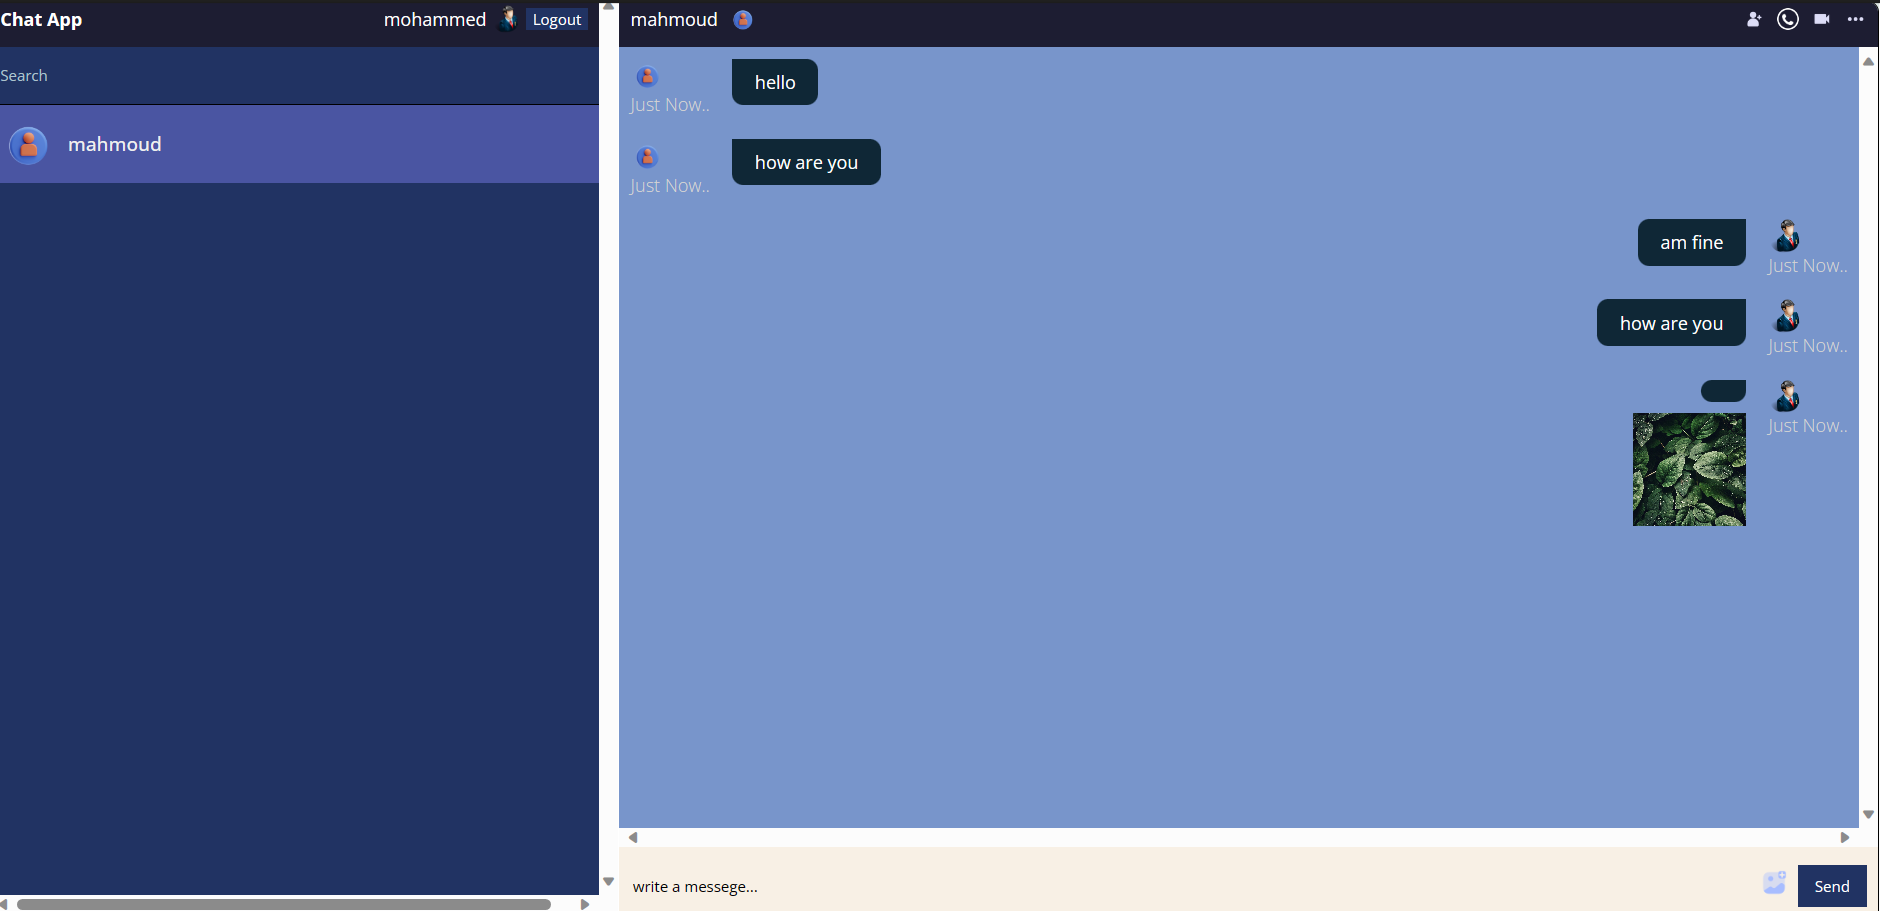 Chat App
mohammed Logout
Search
mahmoud
mahmoud
hello
Just Now..
how are you
Just Now..
am fine
Just Now..
how are you
Just Now..
Just Now..
write a messege...
Send